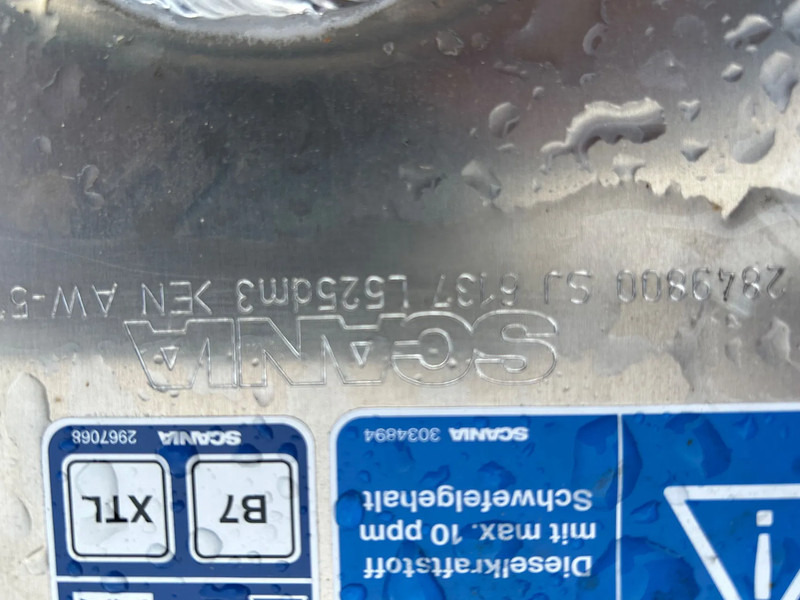 Dieselkraftstoff
mit max. 10 ppm
Schwefelgehalt
SCANIA 3034894
B7
XTL
SCANIA 2967068
SCANIA
2849800 SJ 6137 L525dm3 >EN AW-5